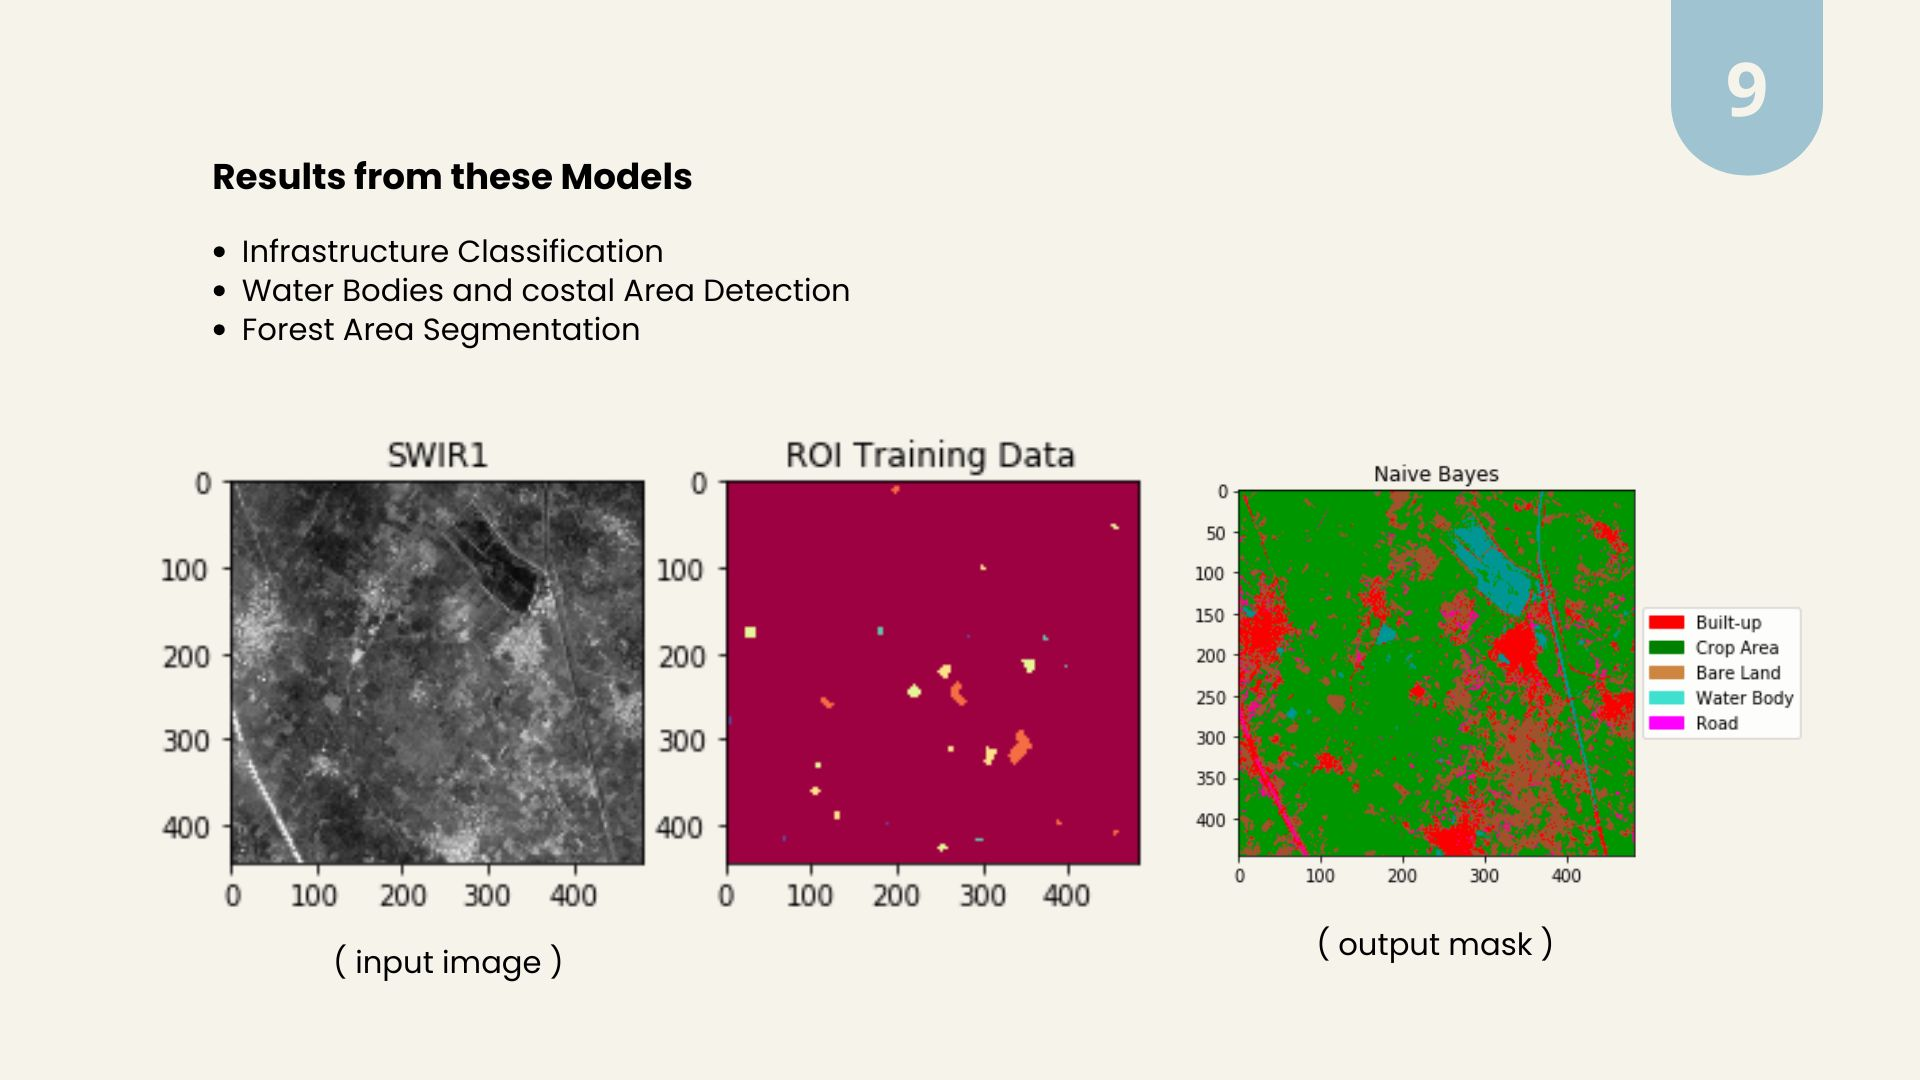 9
Results from these Models
• Infrastructure Classification
• Water Bodies and costal Area Detection
• Forest Area Segmentation
SWIR1
0
100
200
300
400
0 100 200 300 400
( input image )
ROI Training Data
0
100
200
300
400
0 100 200 300 400
Naive Bayes
0
50
100
150
200
250
300
350
400
0 100 200 300 400
Built-up
Crop Area
Bare Land
Water Body
Road
( output mask )